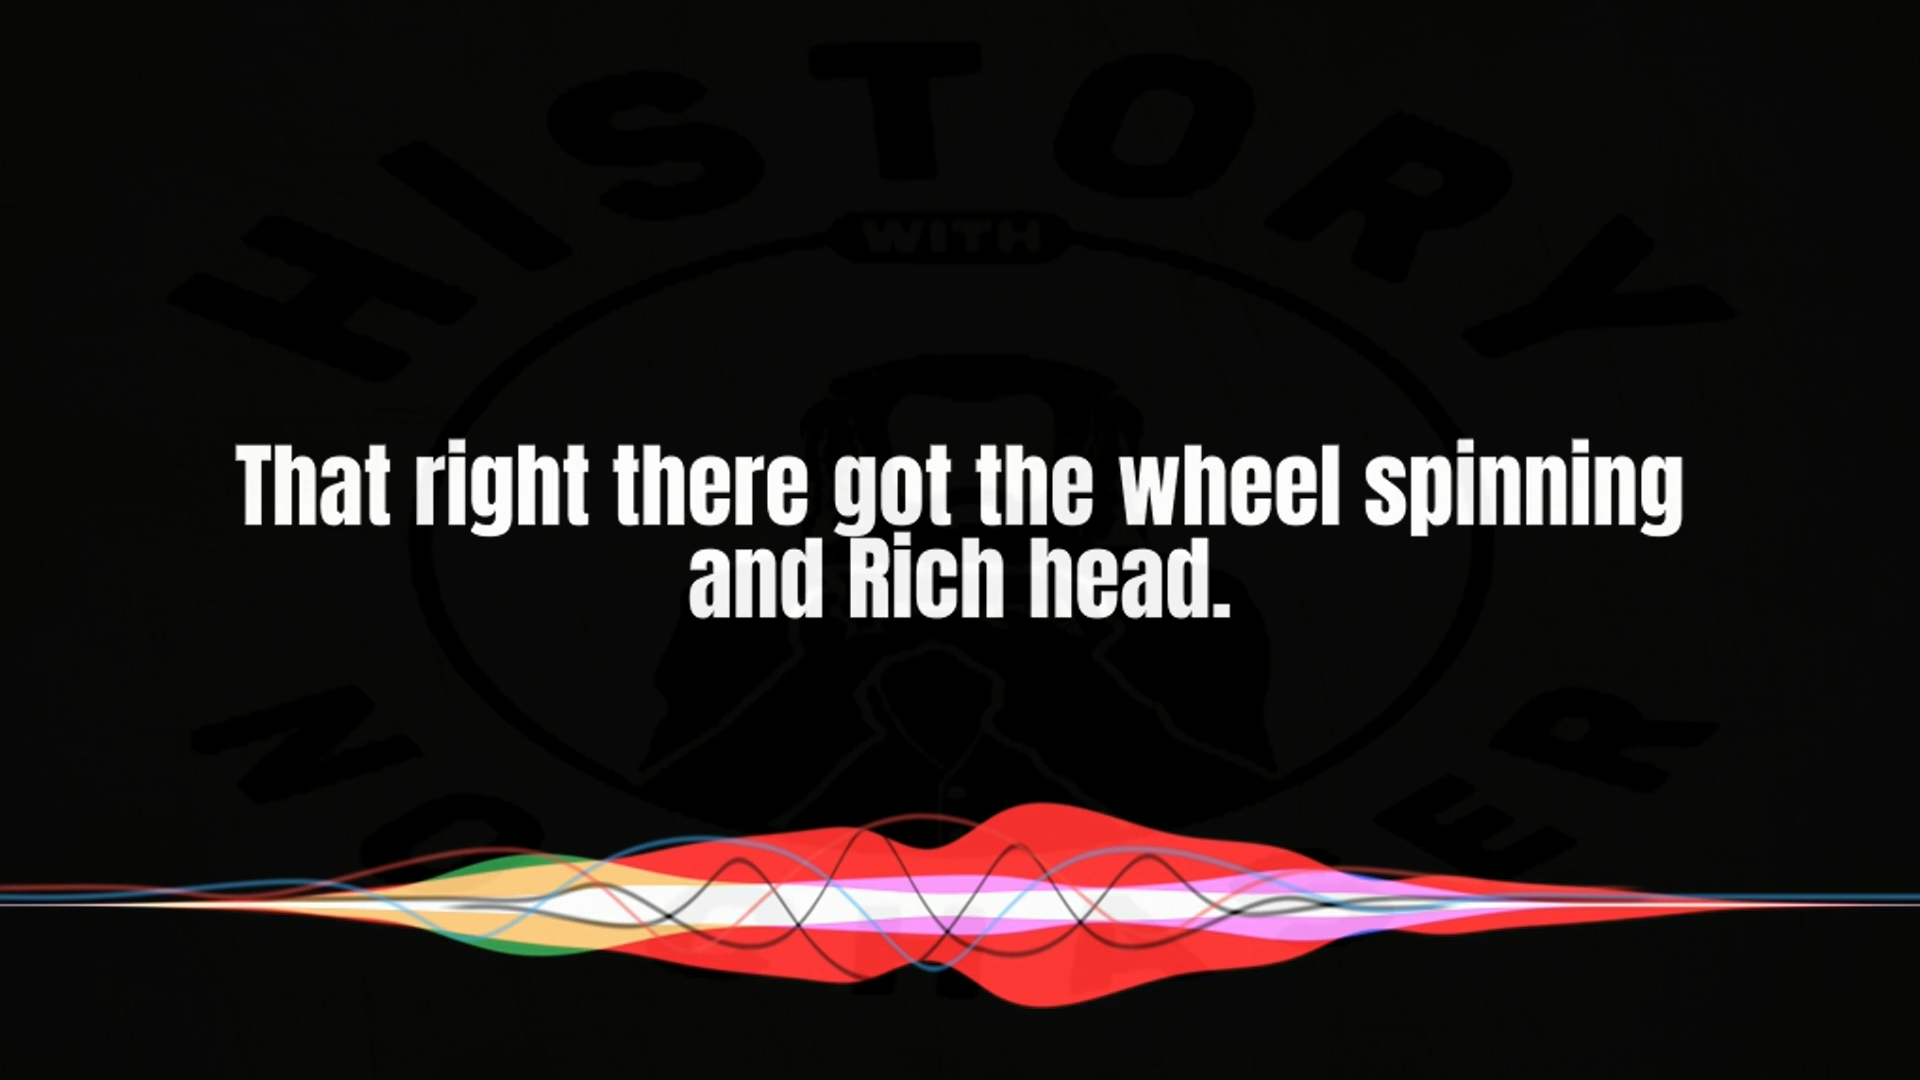 HISTORY
WITH
That right there got the wheel spinning
and Rich head.